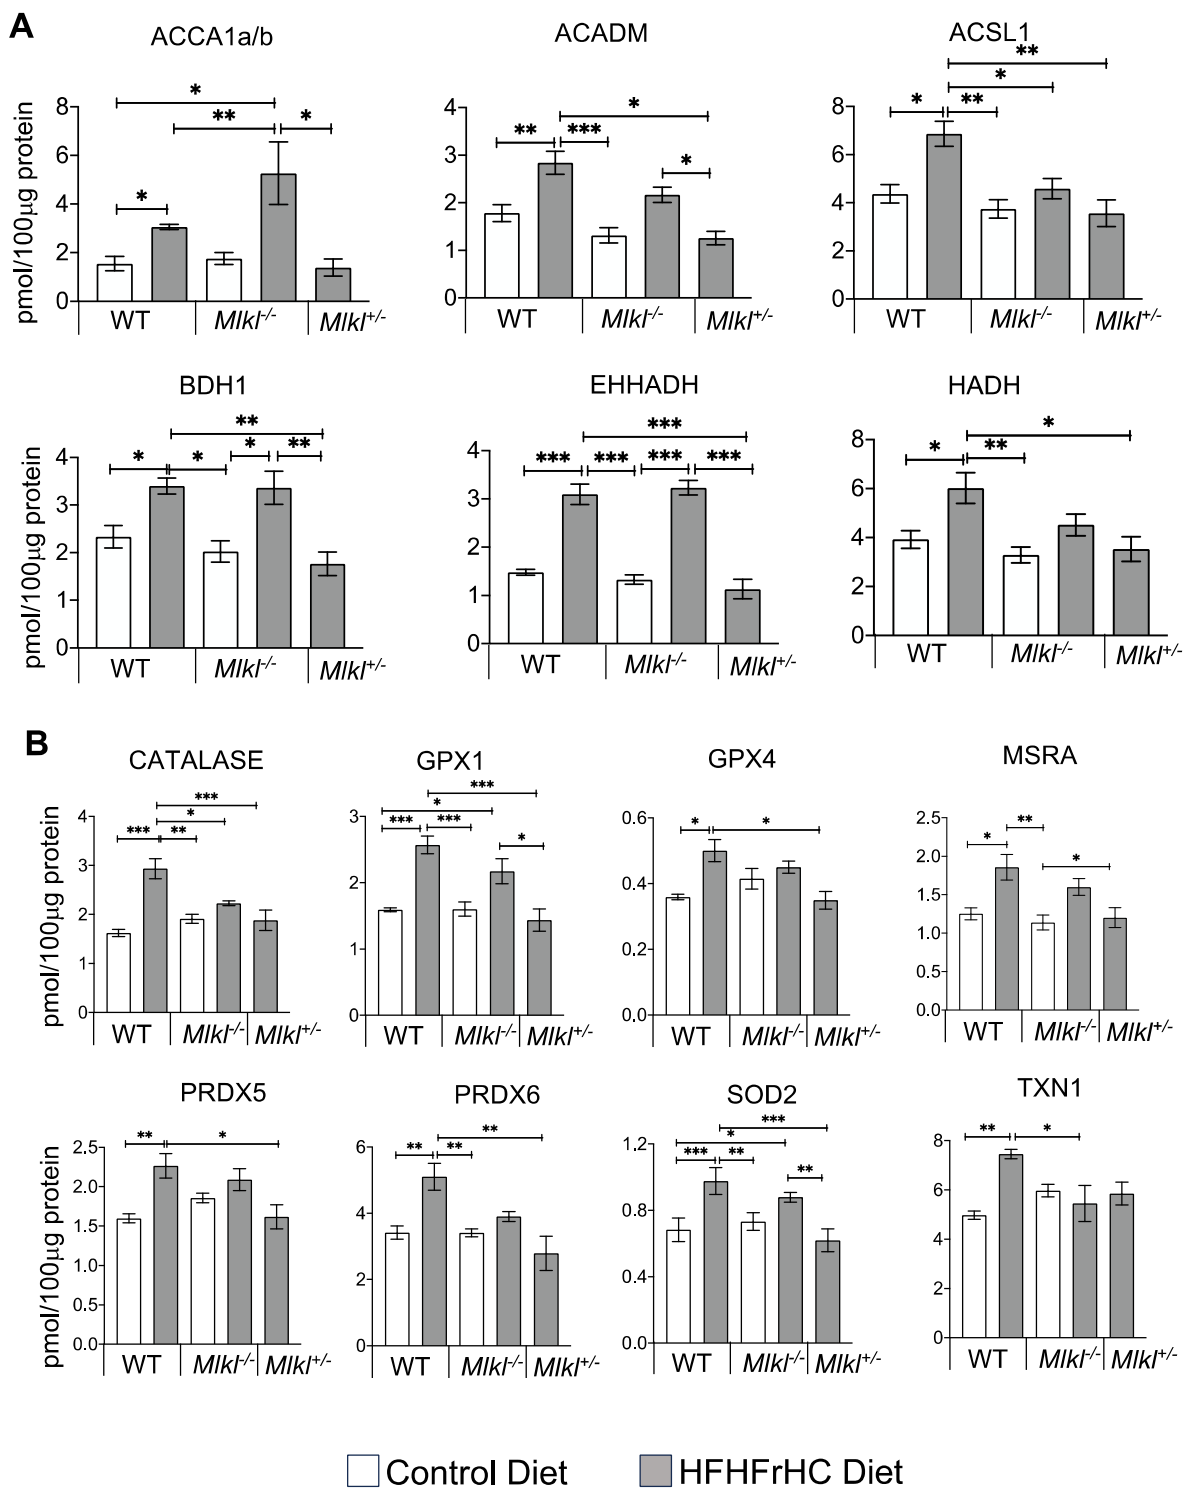 A
ACCA1a/b
ACADM
ACSL1
pmol/100µg protein
8
6
4
2
0
* ** * *
WT Mlkl-/- Mlkl+/-
4
3
2
1
0
* ** *** *
WT Mlkl-/- Mlkl+/-
8
6
4
2
0
** * * **
WT Mlkl-/- Mlkl+/-
BDH1
EHHADH
HADH
pmol/100µg protein
4
3
2
1
0
** * * * **
WT Mlkl-/- Mlkl+/-
4
3
2
1
0
*** *** *** *** ***
WT Mlkl-/- Mlkl+/-
8
6
4
2
0
* * **
WT Mlkl-/- Mlkl+/-
B
CATALASE
GPX1
GPX4
MSRA
pmol/100µg protein
4
3
2
1
0
*** * *** **
WT Mlkl-/- Mlkl+/-
3
2
1
0
*** * *** *** *
WT Mlkl-/- Mlkl+/-
0.6
0.4
0.2
0.0
* *
WT Mlkl-/- Mlkl+/-
2.5
2.0
1.5
1.0
0.5
0.0
** * *
WT Mlkl-/- Mlkl+/-
PRDX5
PRDX6
SOD2
TXN1
pmol/100µg protein
2.5
2.0
1.5
1.0
0.5
0.0
** *
WT Mlkl-/- Mlkl+/-
6
4
2
0
** ** **
WT Mlkl-/- Mlkl+/-
1.2
0.8
0.4
0.0
*** * *** ** **
WT Mlkl-/- Mlkl+/-
8
6
4
2
0
** *
WT Mlkl-/- Mlkl+/-
Control Diet
HFHFrHC Diet